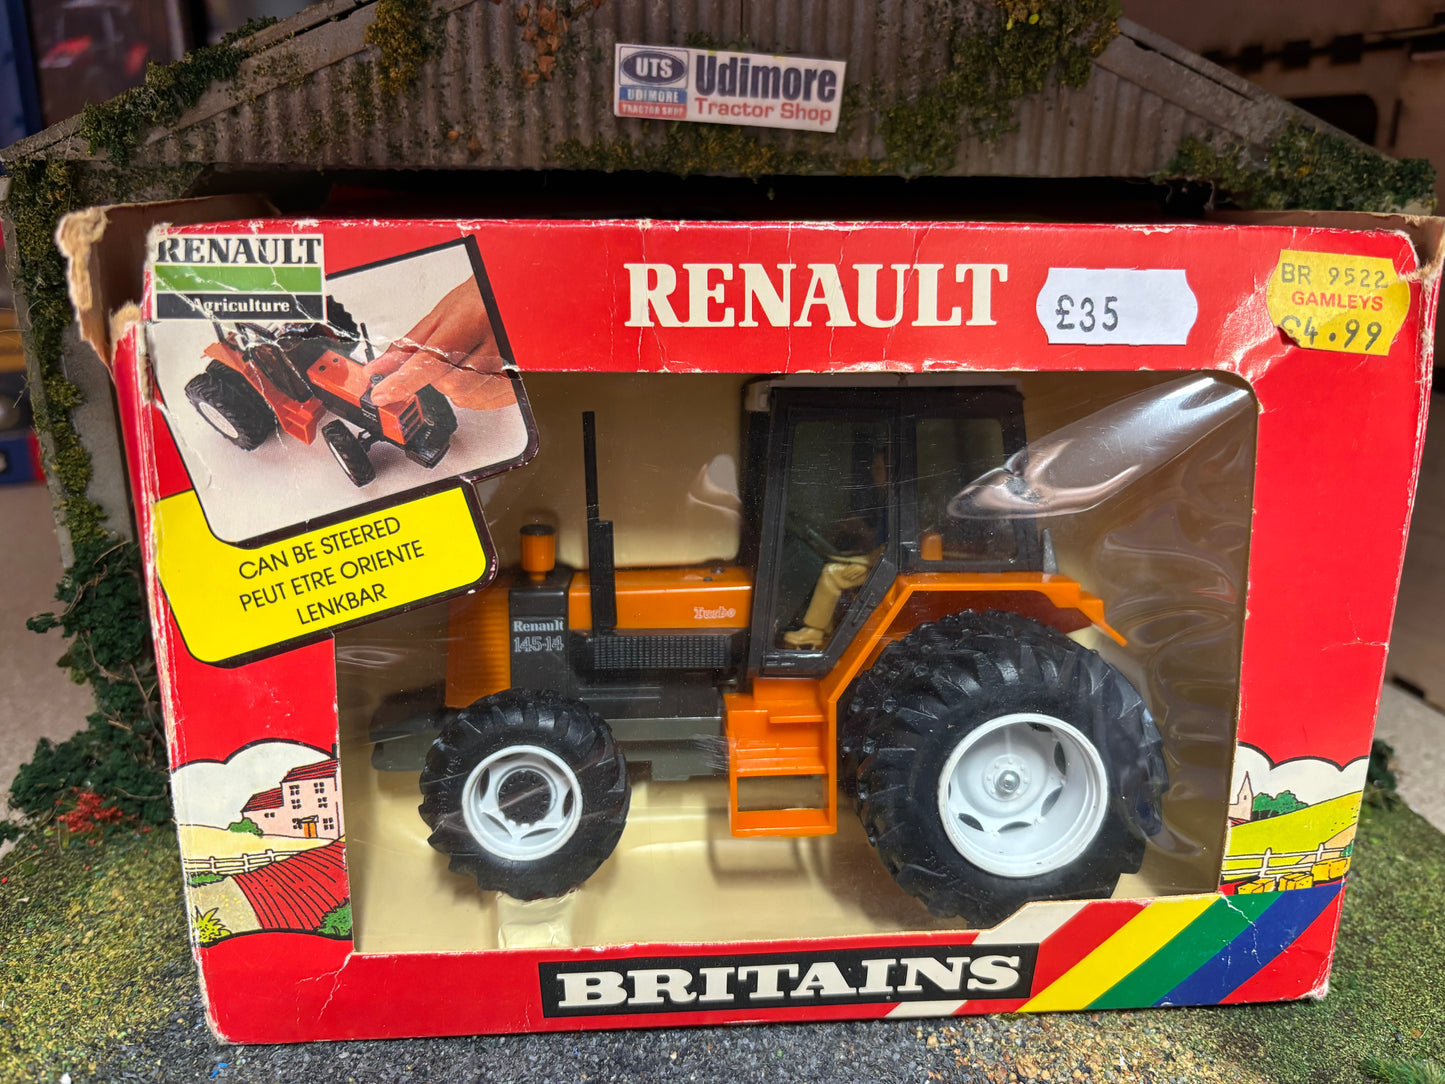 UTS
UDIMORE
TRACTOR SHOP
Udimore
Tractor Shop
RENAULT
Agriculture
RENAULT
£35
BR 9522
GAMLEYS
£4.99
CAN BE STEERED
PEUT ETRE ORIENTE
LENKBAR
Turbo
Renault
145-14
BRITAINS